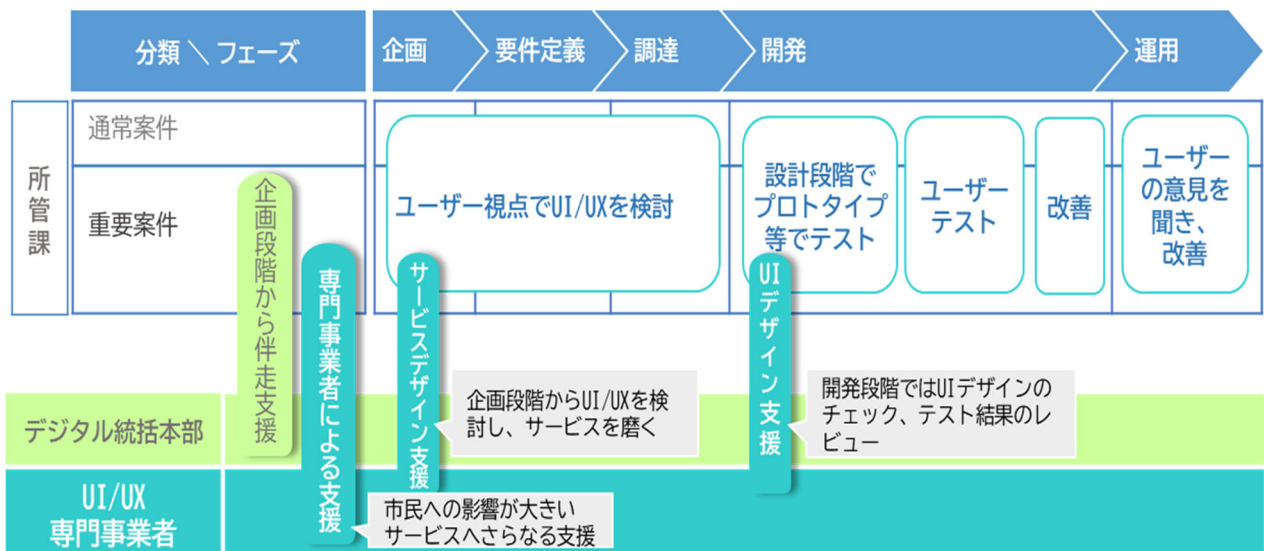 分類 ＼ フェーズ
企画
要件定義
調達
開発
運用
所
管
課
通常案件
重要案件
ユーザー視点でUI/UXを検討
設計段階で
プロトタイプ
等でテスト
ユーザー
テスト
改善
ユーザー
の意見を
聞き、
改善
企画段階から伴走支援
専門事業者による支援
サービスデザイン支援
UIデザイン支援
企画段階からUI/UXを検
討し、サービスを磨く
開発段階ではUIデザインの
チェック、テスト結果のレ
ビュー
デジタル統括本部
UI/UX
専門事業者
市民への影響が大きい
サービスへさらなる支援